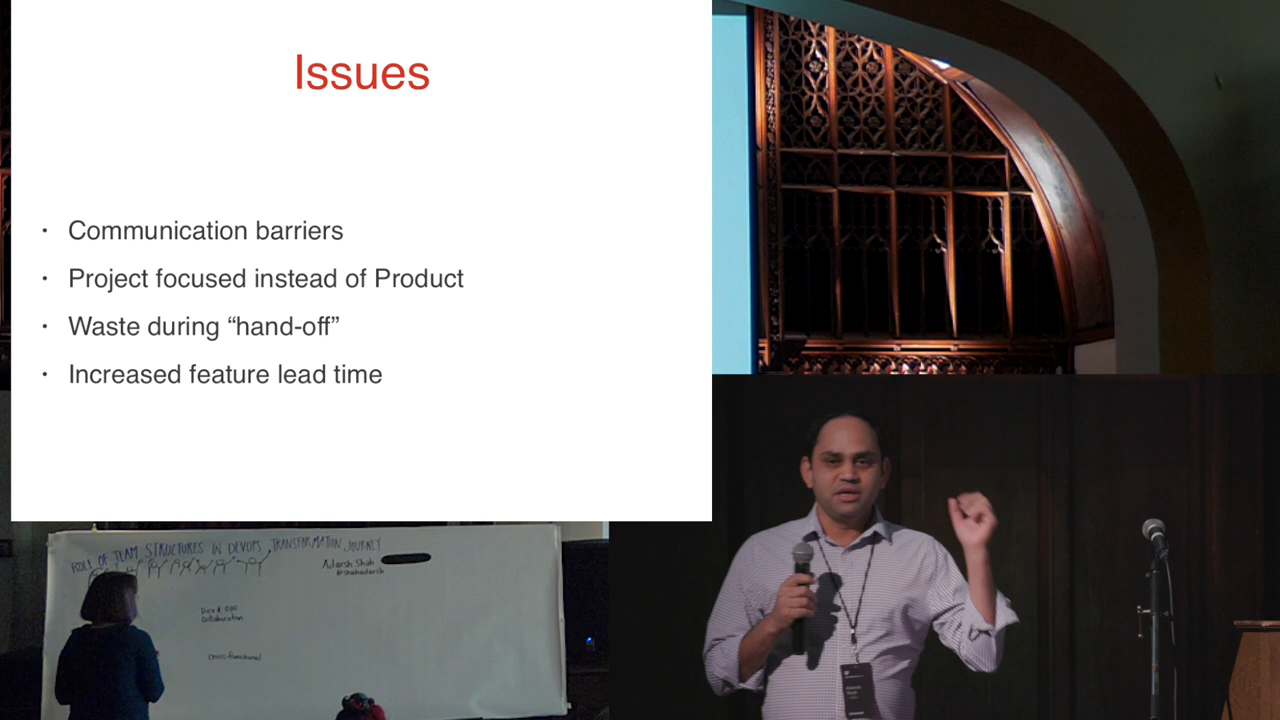 Issues
· Communication barriers
· Project focused instead of Product
· Waste during “hand-off”
· Increased feature lead time
ROLE OF TEAM STRUCTURES IN DEVOPS TRANSFORMATION JOURNEY
Adarsh Shah
@shahadarsh
Dev & Ops
Collaboration
cross-functional